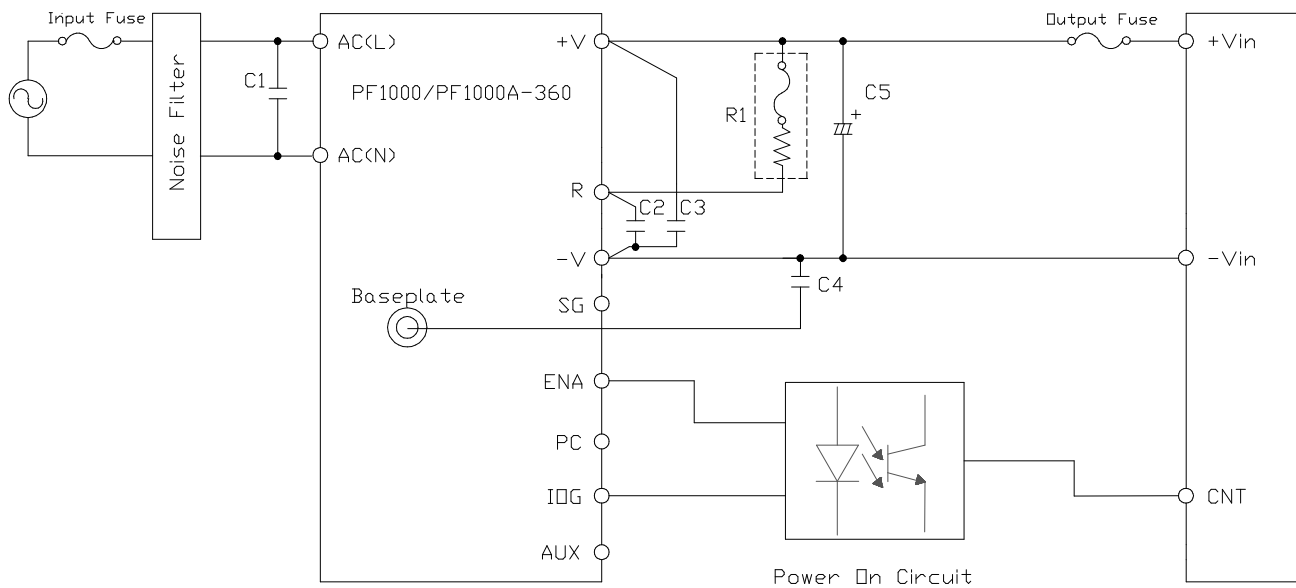 Input Fuse
Output Fuse
AC(L)
+V
+Vin
C1
PF1000/PF1000A-360
R1
C5
+
Noise Filter
AC(N)
R
C2
C3
-V
-Vin
C4
Baseplate
SG
ENA
PC
IOG
CNT
AUX
Power On Circuit